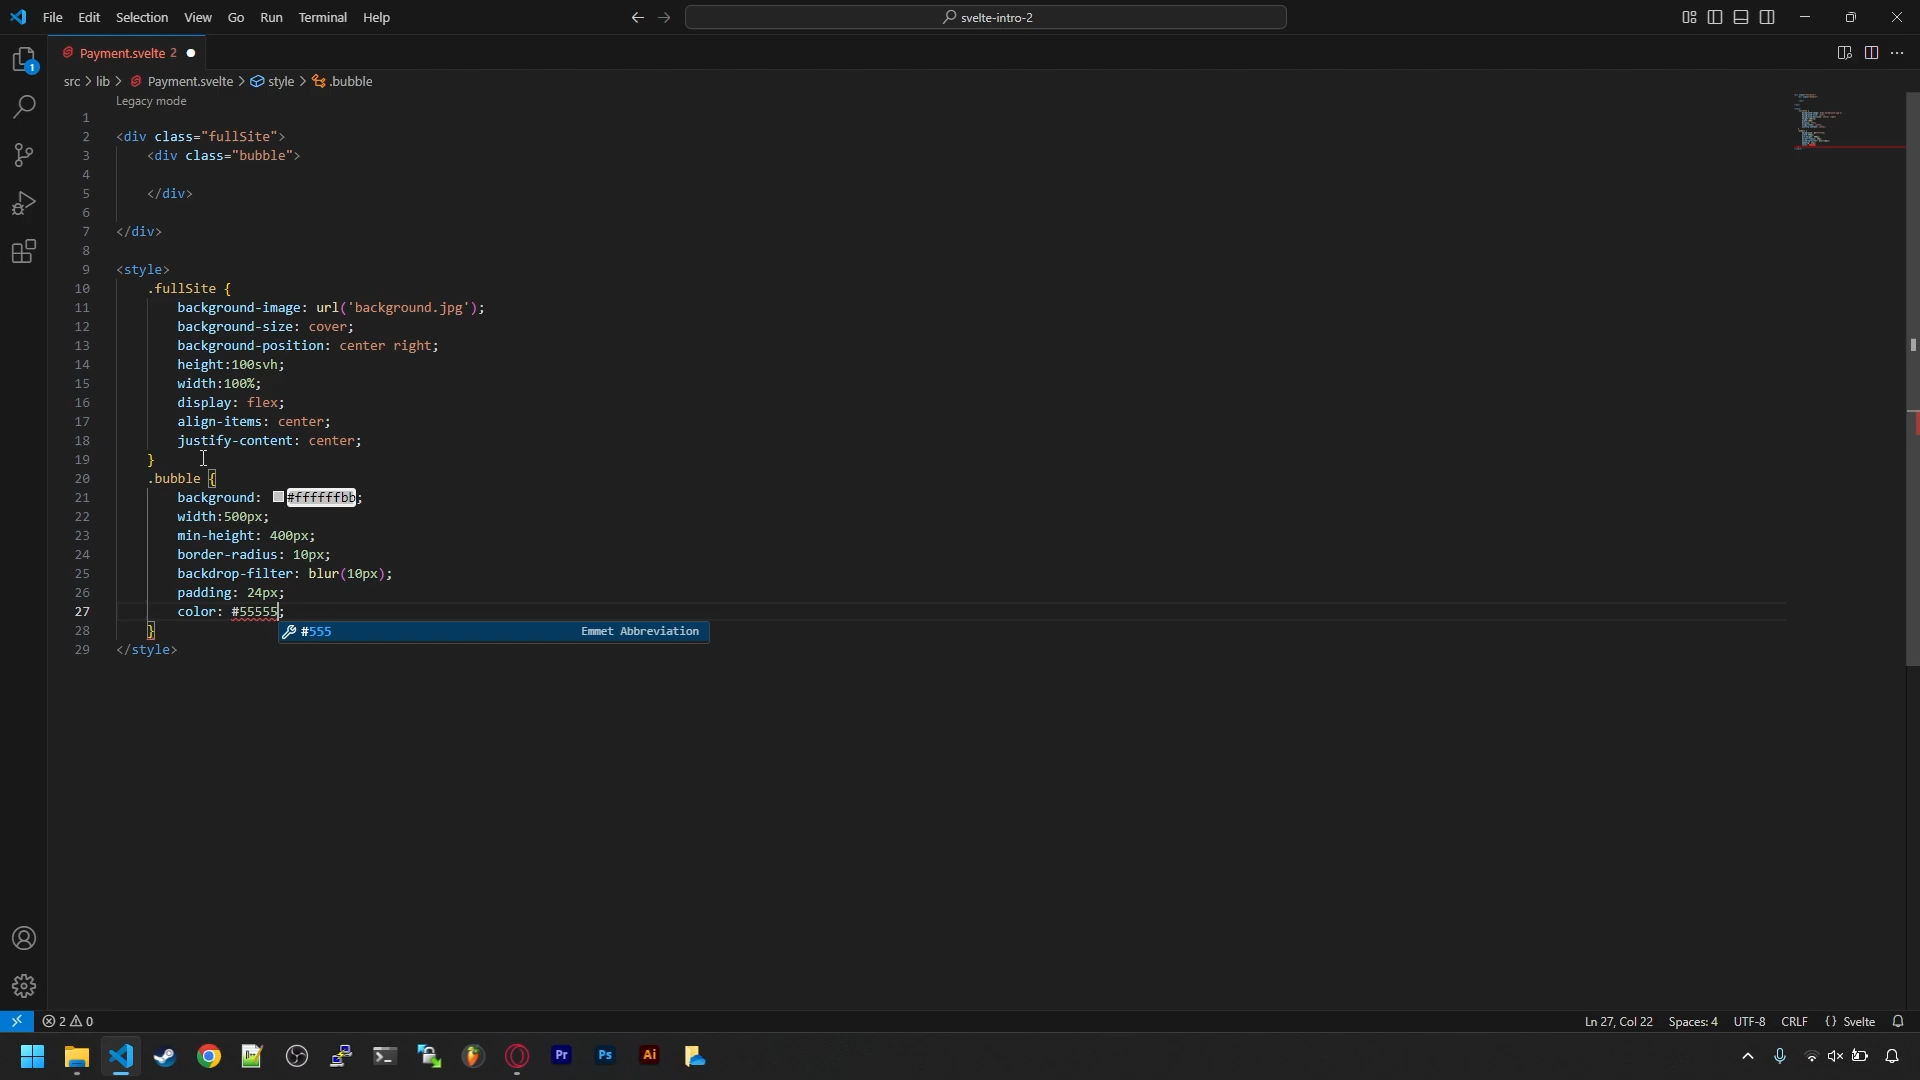 File Edit Selection View Go Run Terminal Help
svelte-intro-2
Payment.svelte 2
src > lib > Payment.svelte > style > .bubble
Legacy mode
1
2 <div class="fullSite">
3 <div class="bubble">
4
5 </div>
6
7 </div>
8
9 <style>
10 .fullSite {
11 background-image: url('background.jpg');
12 background-size: cover;
13 background-position: center right;
14 height:100svh;
15 width:100%;
16 display: flex;
17 align-items: center;
18 justify-content: center;
19 }
20 .bubble {
21 background: #ffffffbb;
22 width:500px;
23 min-height: 400px;
24 border-radius: 10px;
25 backdrop-filter: blur(10px);
26 padding: 24px;
27 color: #55555;
28 }
#555 Emmet Abbreviation
29 </style>
1
2 0
Ln 27, Col 22 Spaces: 4 UTF-8 CRLF {} Svelte
Pr Ps Ai